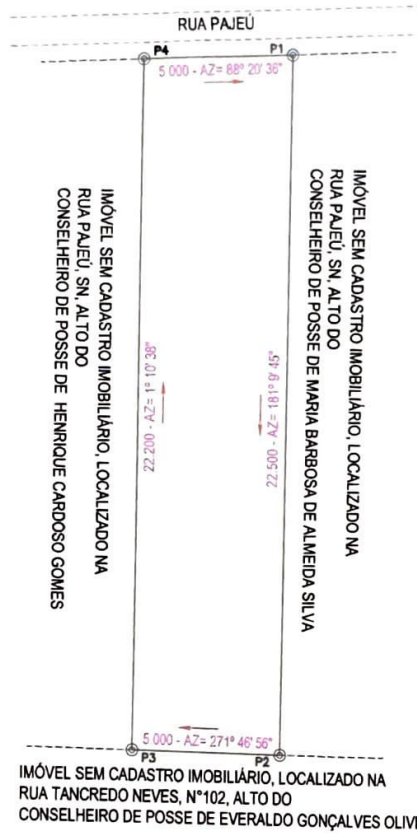 RUA PAJEÚ
P4
P1
5 000 - AZ= 88º 20' 36"
IMÓVEL SEM CADASTRO IMOBILIÁRIO, LOCALIZADO NA
RUA PAJEÚ, SN, ALTO DO
CONSELHEIRO DE POSSE DE HENRIQUE CARDOSO GOMES
22.200 - AZ= 1º 10' 38"
22.500 - AZ= 181º 9' 45"
IMÓVEL SEM CADASTRO IMOBILIÁRIO, LOCALIZADO NA
RUA PAJEÚ, SN, ALTO DO
CONSELHEIRO DE POSSE DE MARIA BARBOSA DE ALMEIDA SILVA
5 000 - AZ= 271º 46' 56"
P3
P2
IMÓVEL SEM CADASTRO IMOBILIÁRIO, LOCALIZADO NA
RUA TANCREDO NEVES, N°102, ALTO DO
CONSELHEIRO DE POSSE DE EVERALDO GONÇALVES